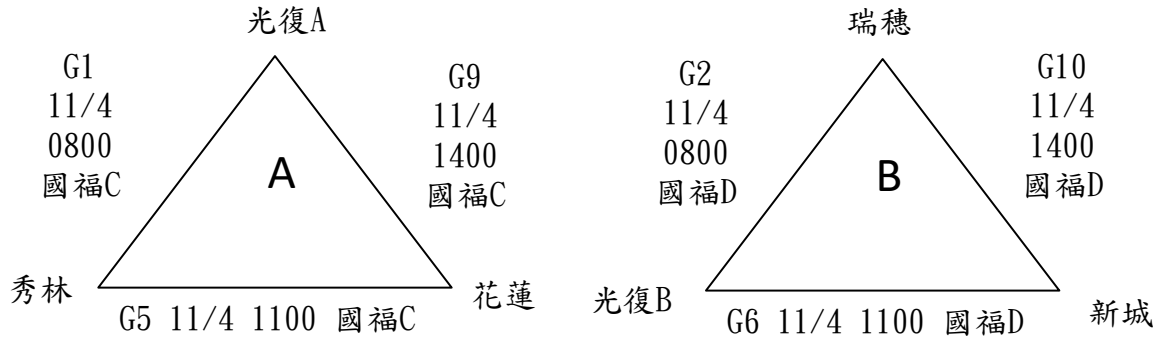 光復A
G1
11/4
0800
國福C
G9
11/4
1400
國福C
A
秀林
花蓮
G5 11/4 1100 國福C
瑞穗
G2
11/4
0800
國福D
G10
11/4
1400
國福D
B
光復B
新城
G6 11/4 1100 國福D